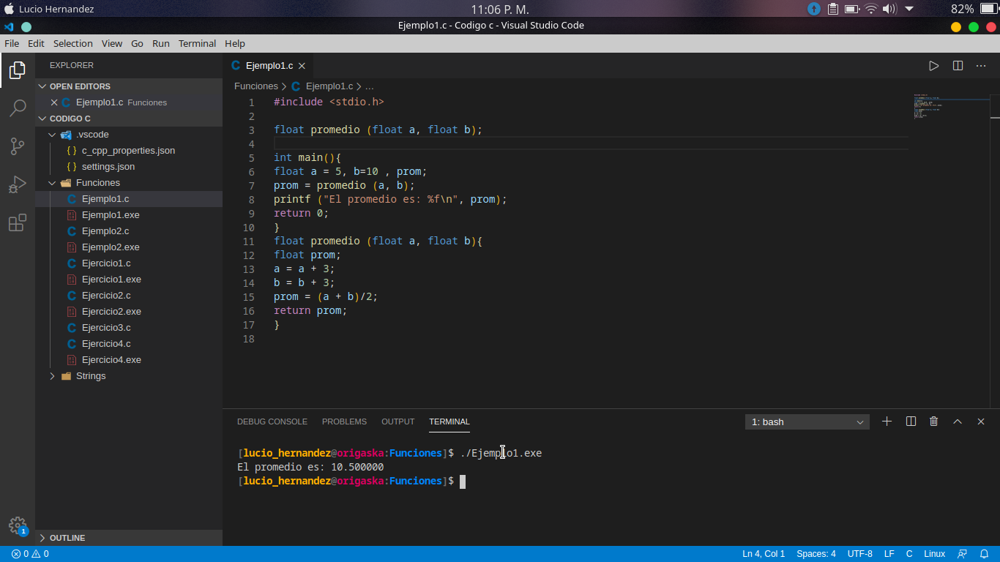 Lucio Hernandez 11:06 P. M. 82%
Ejemplo1.c - Codigo c - Visual Studio Code
File Edit Selection View Go Run Terminal Help
EXPLORER
OPEN EDITORS
Ejemplo1.c Funciones
CODIGO C
.vscode
{ } c_cpp_properties.json
{ } settings.json
Funciones
C Ejemplo1.c
Ejemplo1.exe
C Ejemplo2.c
Ejemplo2.exe
C Ejercicio1.c
Ejercicio1.exe
C Ejercicio2.c
Ejercicio2.exe
C Ejercicio3.c
C Ejercicio4.c
Ejercicio4.exe
Strings
OUTLINE
1
C Ejemplo1.c
Funciones > C Ejemplo1.c > ...
1 #include <stdio.h>
2
3 float promedio (float a, float b);
4
5 int main(){
6 float a = 5, b=10 , prom;
7 prom = promedio (a, b);
8 printf ("El promedio es: %f\n", prom);
9 return 0;
10 }
11 float promedio (float a, float b){
12 float prom;
13 a = a + 3;
14 b = b + 3;
15 prom = (a + b)/2;
16 return prom;
17 }
18
DEBUG CONSOLE PROBLEMS OUTPUT TERMINAL 1: bash
[lucio_hernandez@origaska:Funciones]$ ./Ejemplo1.exe
El promedio es: 10.500000
[lucio_hernandez@origaska:Funciones]$
0 0 Ln 4, Col 1 Spaces: 4 UTF-8 LF C Linux